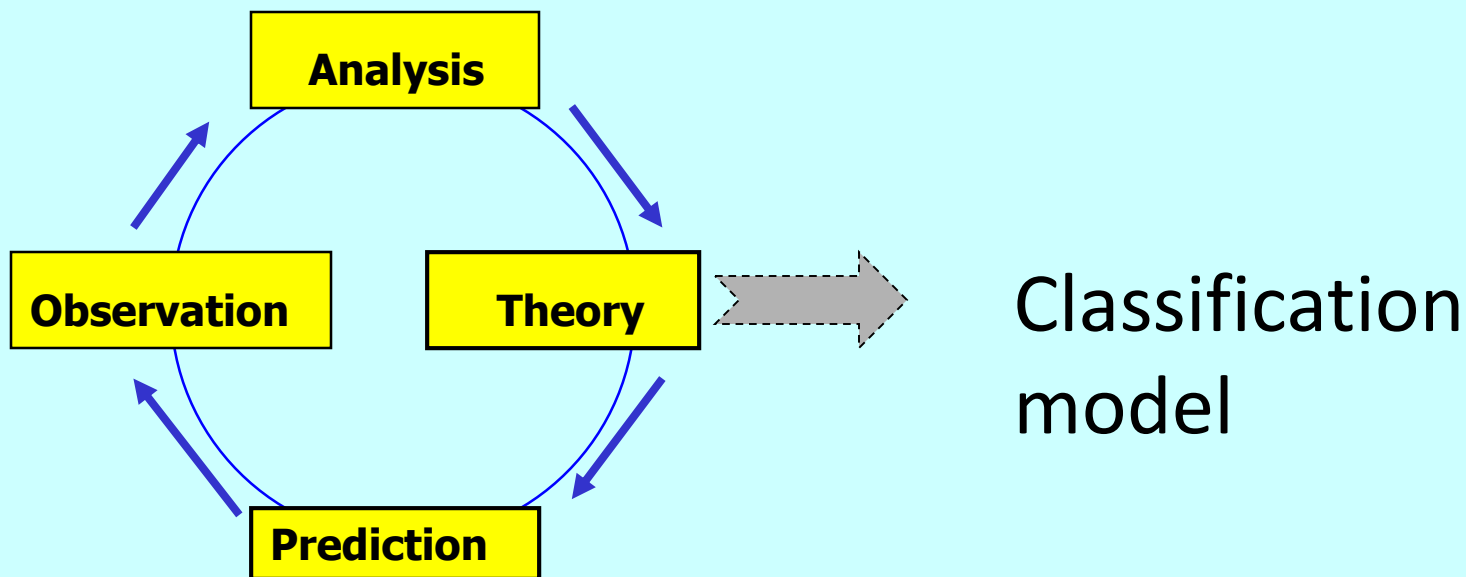 Analysis
Observation
Theory
Classification
model
Prediction